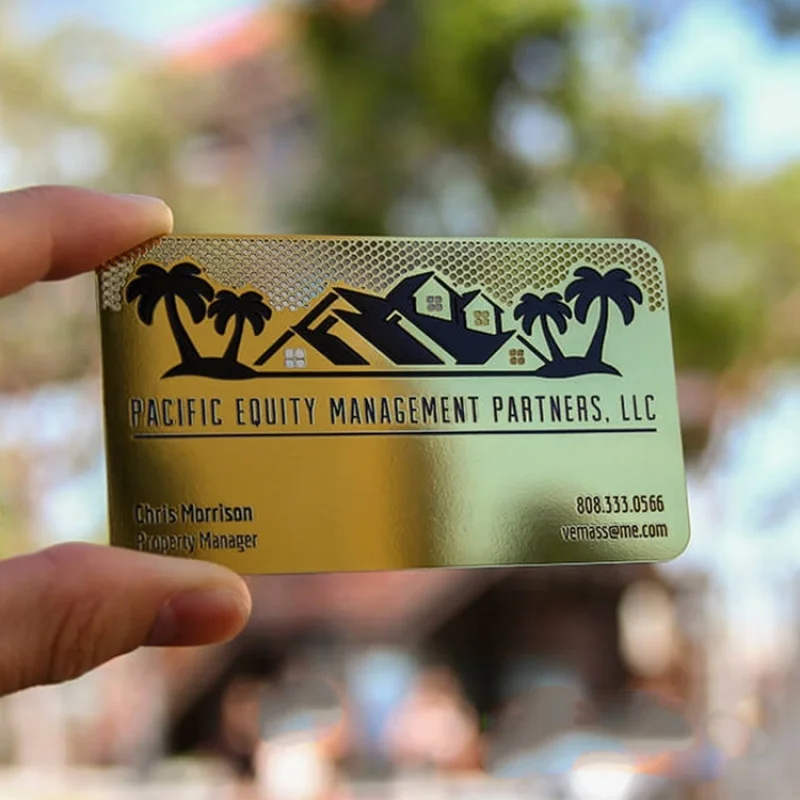 PACIFIC EQUITY MANAGEMENT PARTNERS, LLC
Chris Morrison
Property Manager
808.333.0566
vemass@me.com